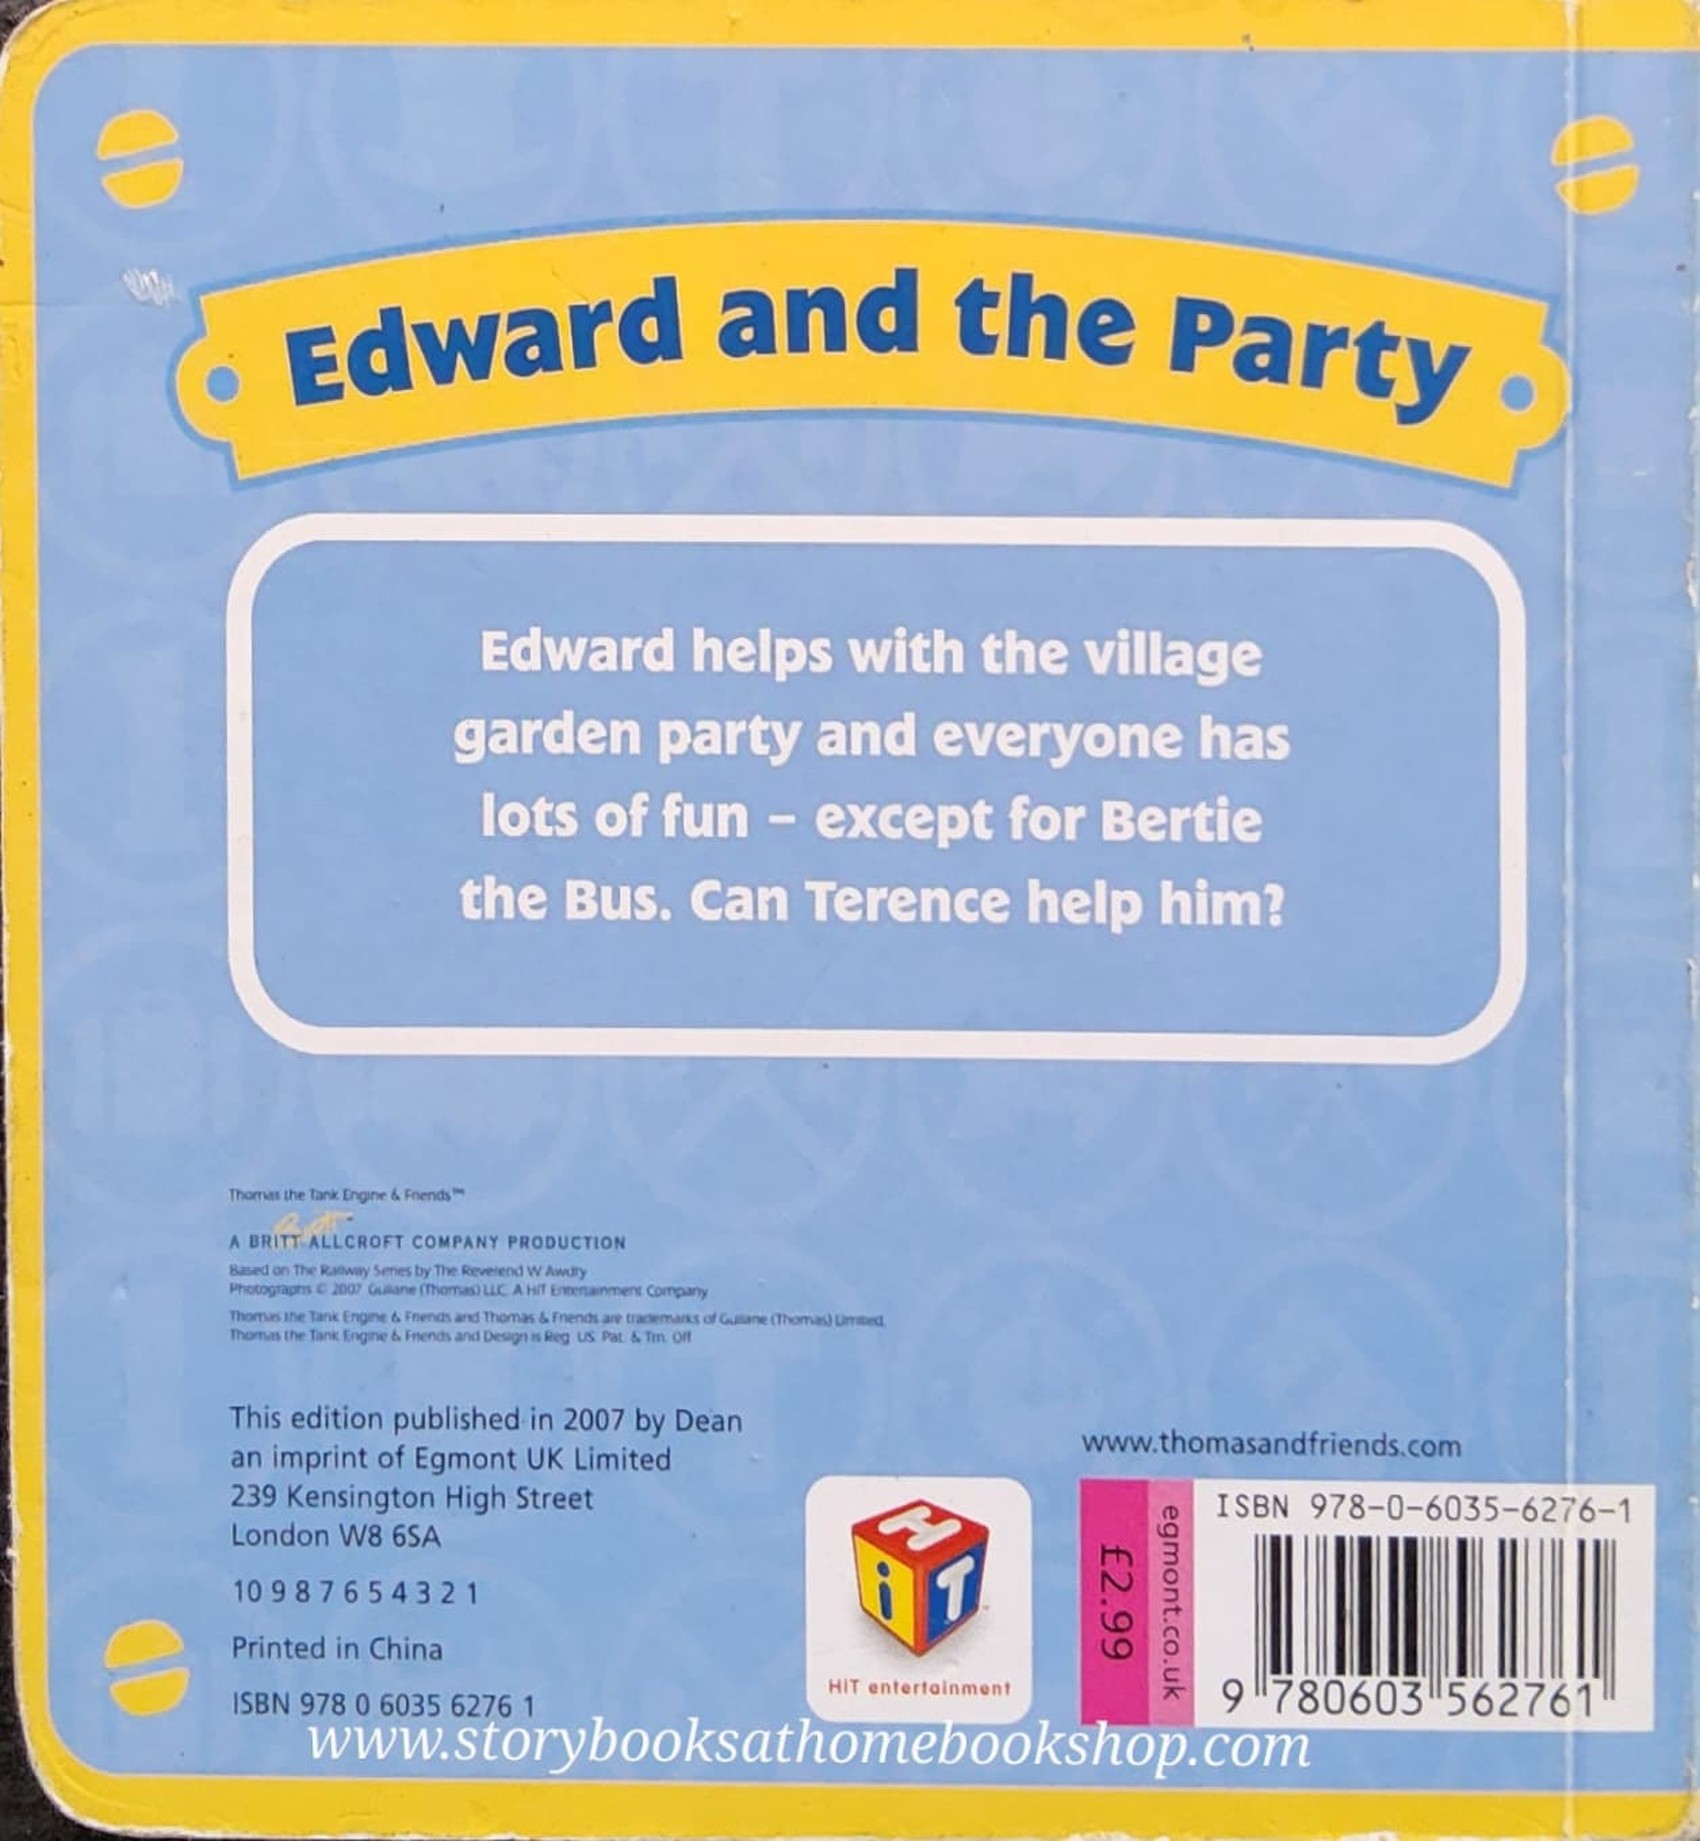 Edward and the Party
Edward helps with the village
garden party and everyone has
lots of fun – except for Bertie
the Bus. Can Terence help him?
Thomas the Tank Engine & Friends™
A BRITT ALLCROFT COMPANY PRODUCTION
Based on The Railway Series by The Reverend W Awdry
Photographs © 2007 Gullane (Thomas) LLC. A HIT Entertainment Company
Thomas the Tank Engine & Friends and Thomas & Friends are trademarks of Gullane (Thomas) Limited.
Thomas the Tank Engine & Friends and Design is Reg. US. Pat. & Tm. Off
This edition published in 2007 by Dean
an imprint of Egmont UK Limited
239 Kensington High Street
London W8 6SA
10 9 8 7 6 5 4 3 2 1
Printed in China
ISBN 978 0 6035 6276 1
HiT
HiT entertainment
www.thomasandfriends.com
£2.99
egmont.co.uk
ISBN 978-0-6035-6276-1
9 780603 562761
www.storybooksathomebookshop.com